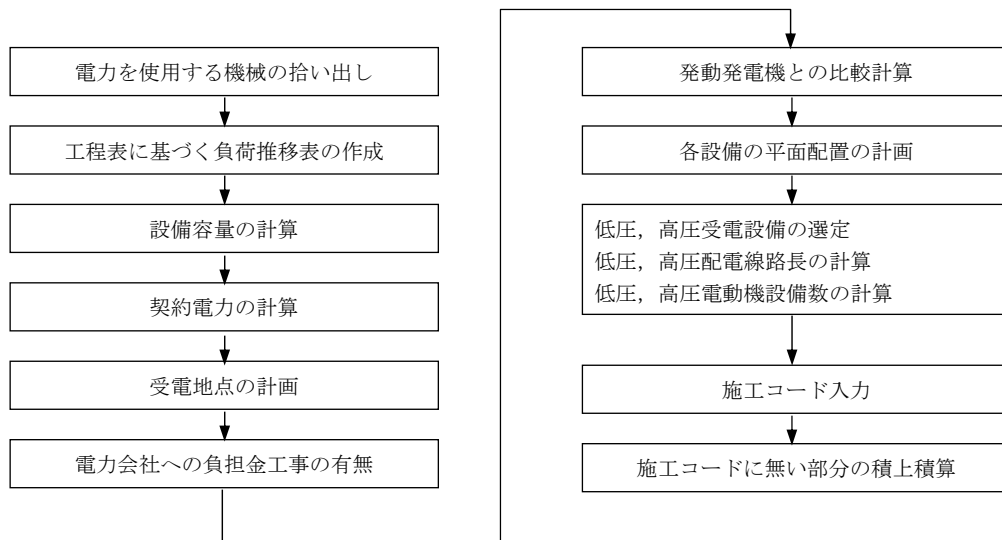 電力を使用する機械の拾い出し
工程表に基づく負荷推移表の作成
設備容量の計算
契約電力の計算
受電地点の計画
電力会社への負担金工事の有無
発動発電機との比較計算
各設備の平面配置の計画
低圧，高圧受電設備の選定
低圧，高圧配電線路長の計算
低圧，高圧電動機設備数の計算
施工コード入力
施工コードに無い部分の積上積算